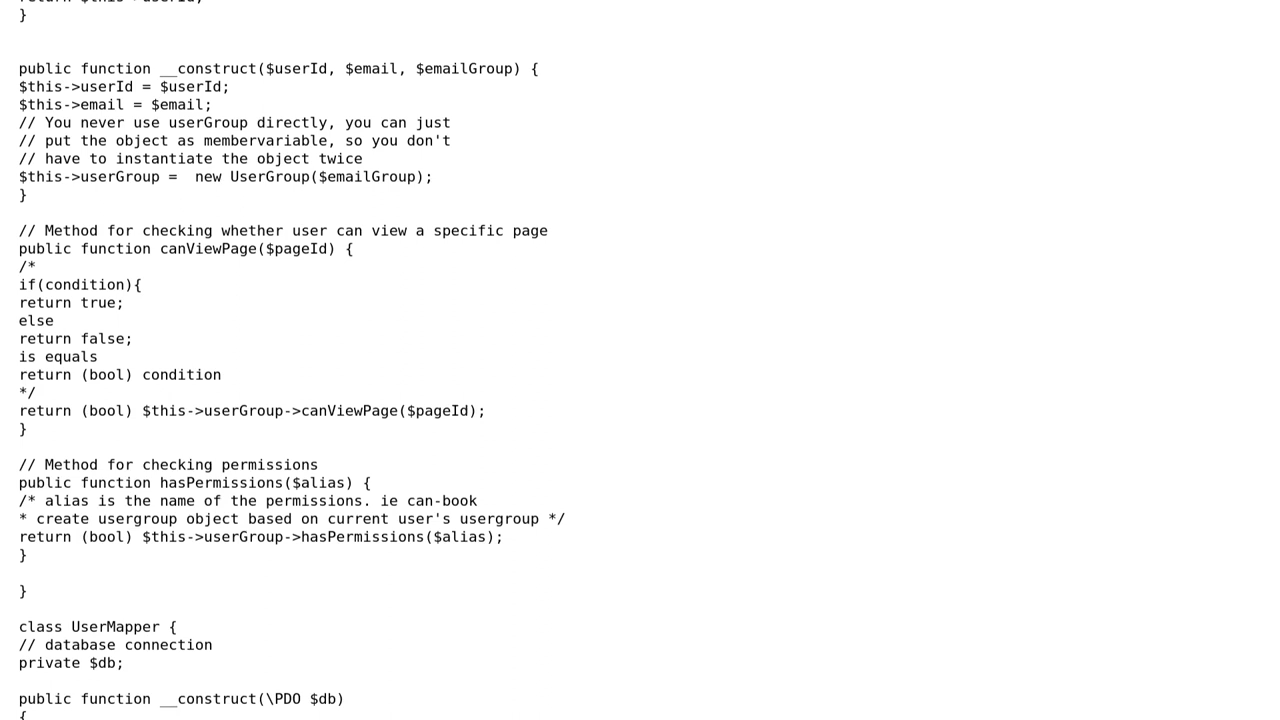 return $this->userId;
}
public function __construct($userId, $email, $emailGroup) {
$this->userId = $userId;
$this->email = $email;
// You never use userGroup directly, you can just
// put the object as membervariable, so you don't
// have to instantiate the object twice
$this->userGroup =  new UserGroup($emailGroup);
}
// Method for checking whether user can view a specific page
public function canViewPage($pageId) {
/*
if(condition){
return true;
else
return false;
is equals
return (bool) condition
*/
return (bool) $this->userGroup->canViewPage($pageId);
}
// Method for checking permissions
public function hasPermissions($alias) {
/* alias is the name of the permissions. ie can-book
* create usergroup object based on current user's usergroup */
return (bool) $this->userGroup->hasPermissions($alias);
}
}
class UserMapper {
// database connection
private $db;
public function __construct(\PDO $db)
{